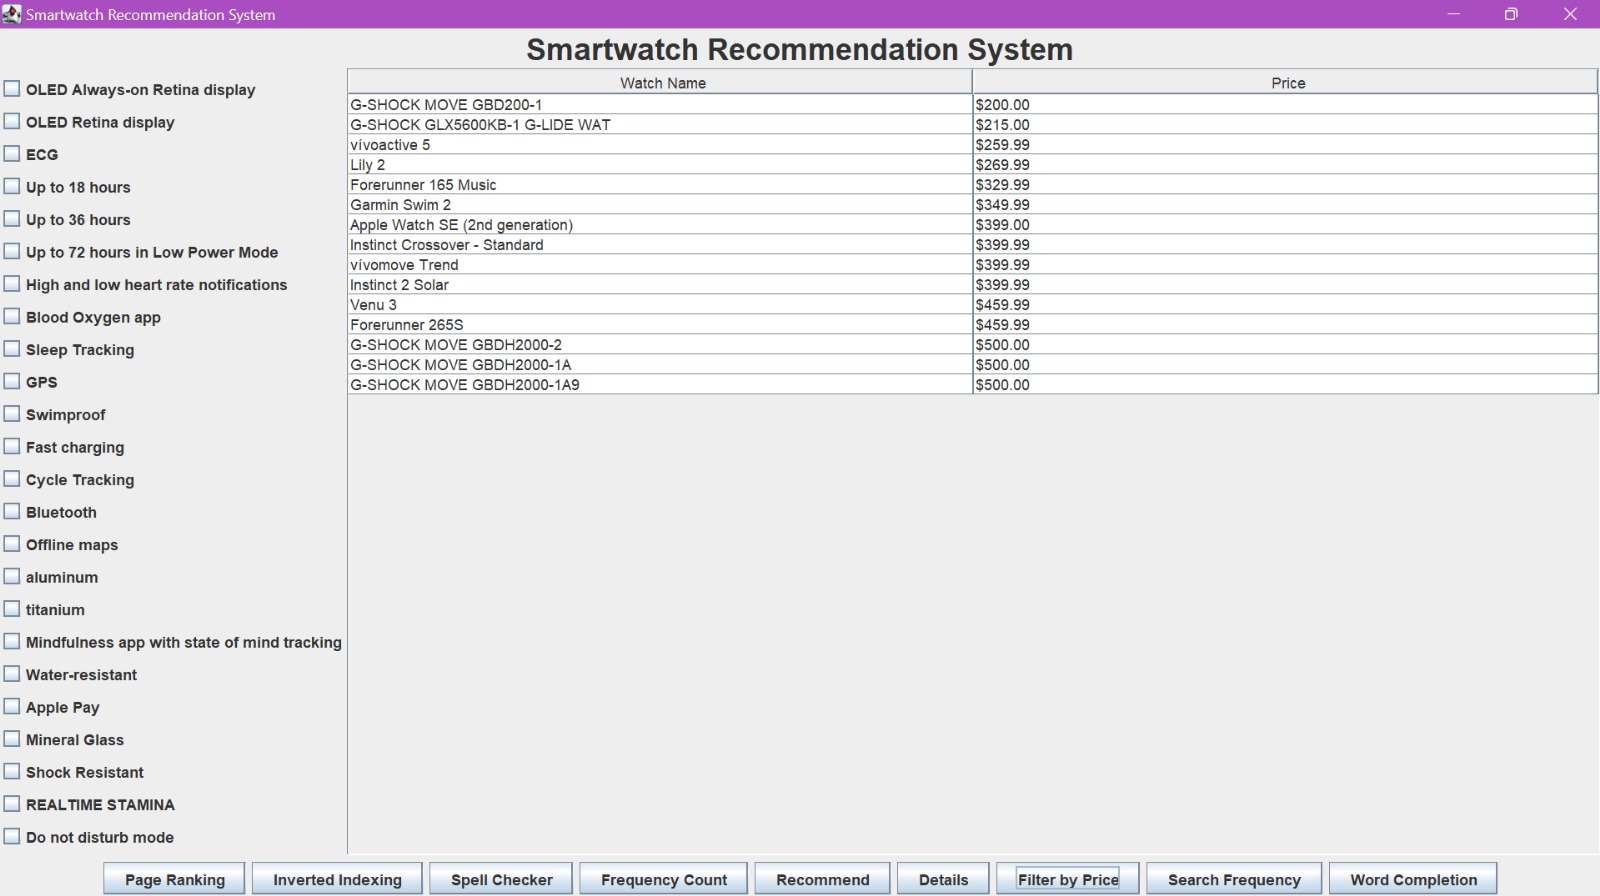 Smartwatch Recommendation System
Smartwatch Recommendation System
OLED Always-on Retina display
OLED Retina display
ECG
Up to 18 hours
Up to 36 hours
Up to 72 hours in Low Power Mode
High and low heart rate notifications
Blood Oxygen app
Sleep Tracking
GPS
Swimproof
Fast charging
Cycle Tracking
Bluetooth
Offline maps
aluminum
titanium
Mindfulness app with state of mind tracking
Water-resistant
Apple Pay
Mineral Glass
Shock Resistant
REALTIME STAMINA
Do not disturb mode
Watch Name Price
G-SHOCK MOVE GBD200-1 $200.00
G-SHOCK GLX5600KB-1 G-LIDE WAT $215.00
vívoactive 5 $259.99
Lily 2 $269.99
Forerunner 165 Music $329.99
Garmin Swim 2 $349.99
Apple Watch SE (2nd generation) $399.00
Instinct Crossover - Standard $399.99
vívomove Trend $399.99
Instinct 2 Solar $399.99
Venu 3 $459.99
Forerunner 265S $459.99
G-SHOCK MOVE GBDH2000-2 $500.00
G-SHOCK MOVE GBDH2000-1A $500.00
G-SHOCK MOVE GBDH2000-1A9 $500.00
Page Ranking Inverted Indexing Spell Checker Frequency Count Recommend Details Filter by Price Search Frequency Word Completion